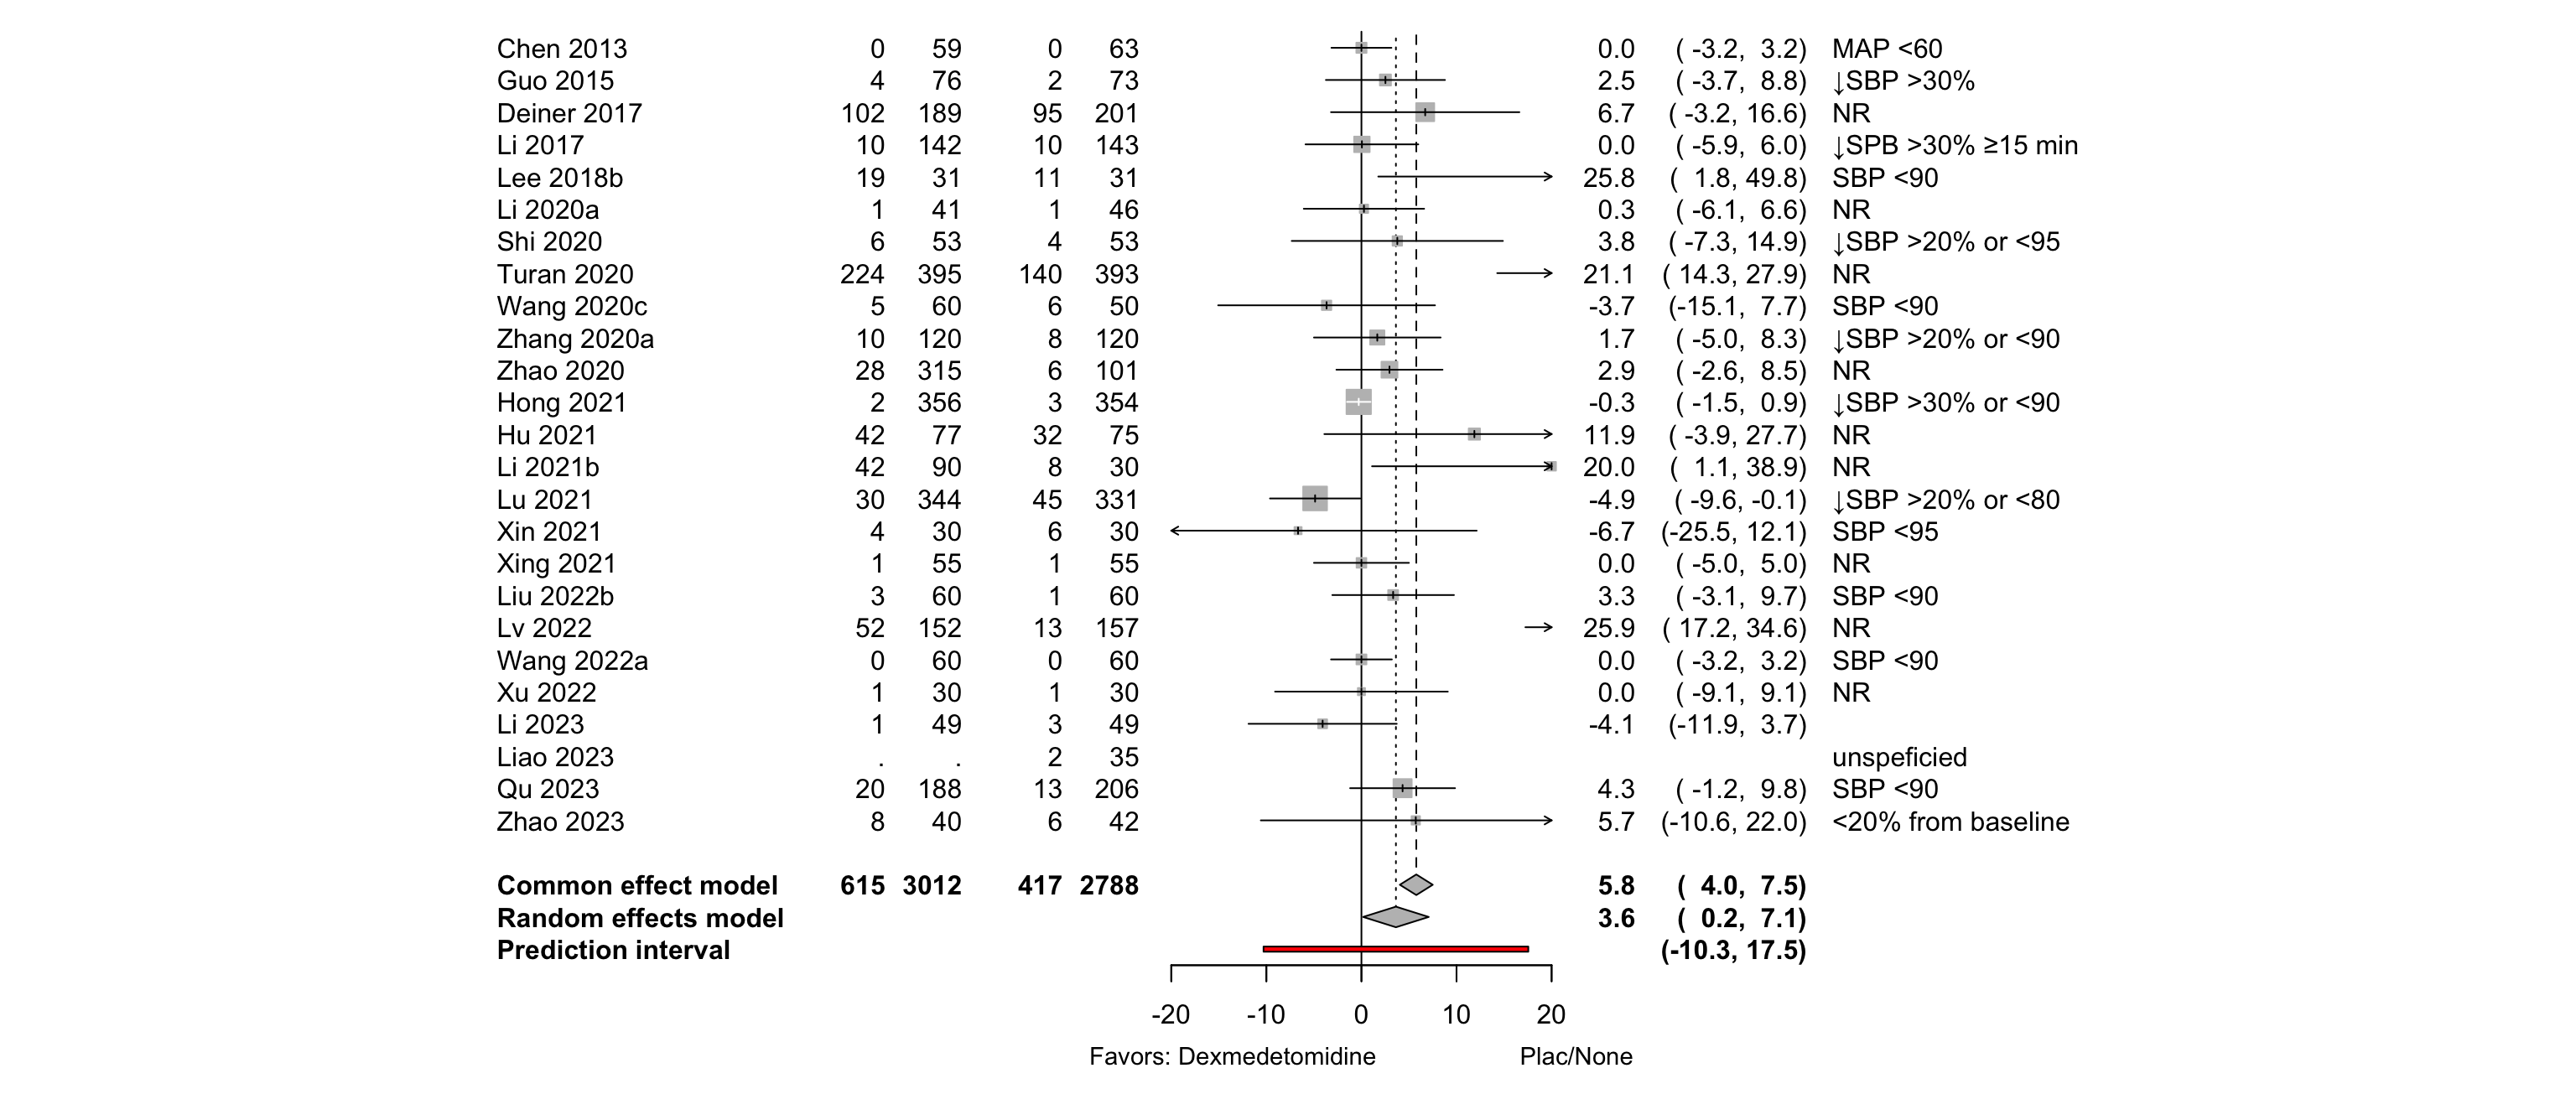 Chen 2013 0 59 0 63 0.0 ( -3.2, 3.2) MAP <60
Guo 2015 4 76 2 73 2.5 ( -3.7, 8.8) ↓SBP >30%
Deiner 2017 102 189 95 201 6.7 ( -3.2, 16.6) NR
Li 2017 10 142 10 143 0.0 ( -5.9, 6.0) ↓SPB >30% ≥15 min
Lee 2018b 19 31 11 31 25.8 ( 1.8, 49.8) SBP <90
Li 2020a 1 41 1 46 0.3 ( -6.1, 6.6) NR
Shi 2020 6 53 4 53 3.8 ( -7.3, 14.9) ↓SBP >20% or <95
Turan 2020 224 395 140 393 21.1 ( 14.3, 27.9) NR
Wang 2020c 5 60 6 50 -3.7 (-15.1, 7.7) SBP <90
Zhang 2020a 10 120 8 120 1.7 ( -5.0, 8.3) ↓SBP >20% or <90
Zhao 2020 28 315 6 101 2.9 ( -2.6, 8.5) NR
Hong 2021 2 356 3 354 -0.3 ( -1.5, 0.9) ↓SBP >30% or <90
Hu 2021 42 77 32 75 11.9 ( -3.9, 27.7) NR
Li 2021b 42 90 8 30 20.0 ( 1.1, 38.9) NR
Lu 2021 30 344 45 331 -4.9 ( -9.6, -0.1) ↓SBP >20% or <80
Xin 2021 4 30 6 30 -6.7 (-25.5, 12.1) SBP <95
Xing 2021 1 55 1 55 0.0 ( -5.0, 5.0) NR
Liu 2022b 3 60 1 60 3.3 ( -3.1, 9.7) SBP <90
Lv 2022 52 152 13 157 25.9 ( 17.2, 34.6) NR
Wang 2022a 0 60 0 60 0.0 ( -3.2, 3.2) SBP <90
Xu 2022 1 30 1 30 0.0 ( -9.1, 9.1) NR
Li 2023 1 49 3 49 -4.1 (-11.9, 3.7)
Liao 2023 . . 2 35 unspeficied
Qu 2023 20 188 13 206 4.3 ( -1.2, 9.8) SBP <90
Zhao 2023 8 40 6 42 5.7 (-10.6, 22.0) <20% from baseline
Common effect model 615 3012 417 2788 5.8 ( 4.0, 7.5)
Random effects model 3.6 ( 0.2, 7.1)
Prediction interval (-10.3, 17.5)
-20 -10 0 10 20
Favors: Dexmedetomidine Plac/None